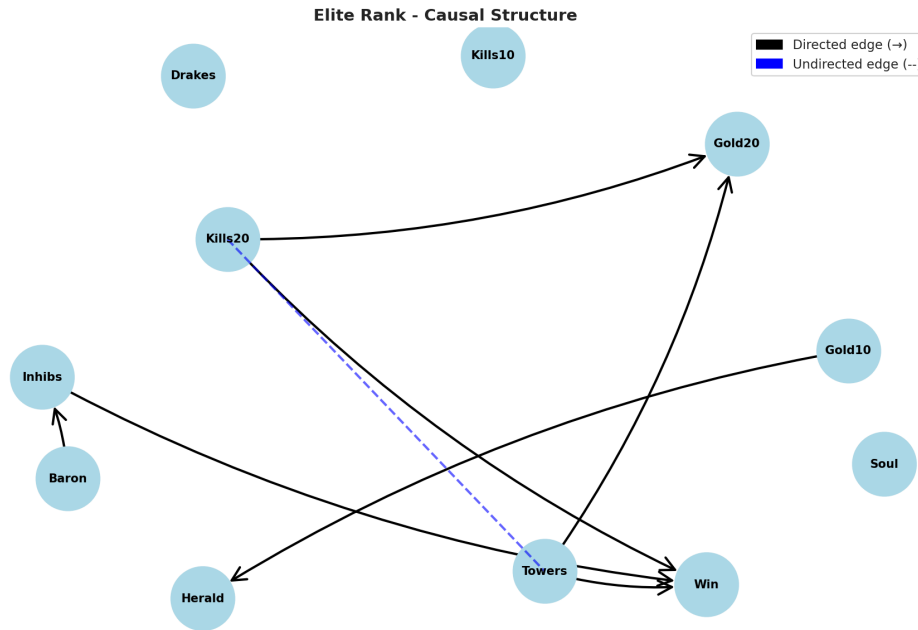 Elite Rank - Causal Structure
Directed edge (→)
Undirected edge (--
Kills10
Drakes
Gold20
Kills20
Gold10
Inhibs
Soul
Baron
Towers
Win
Herald